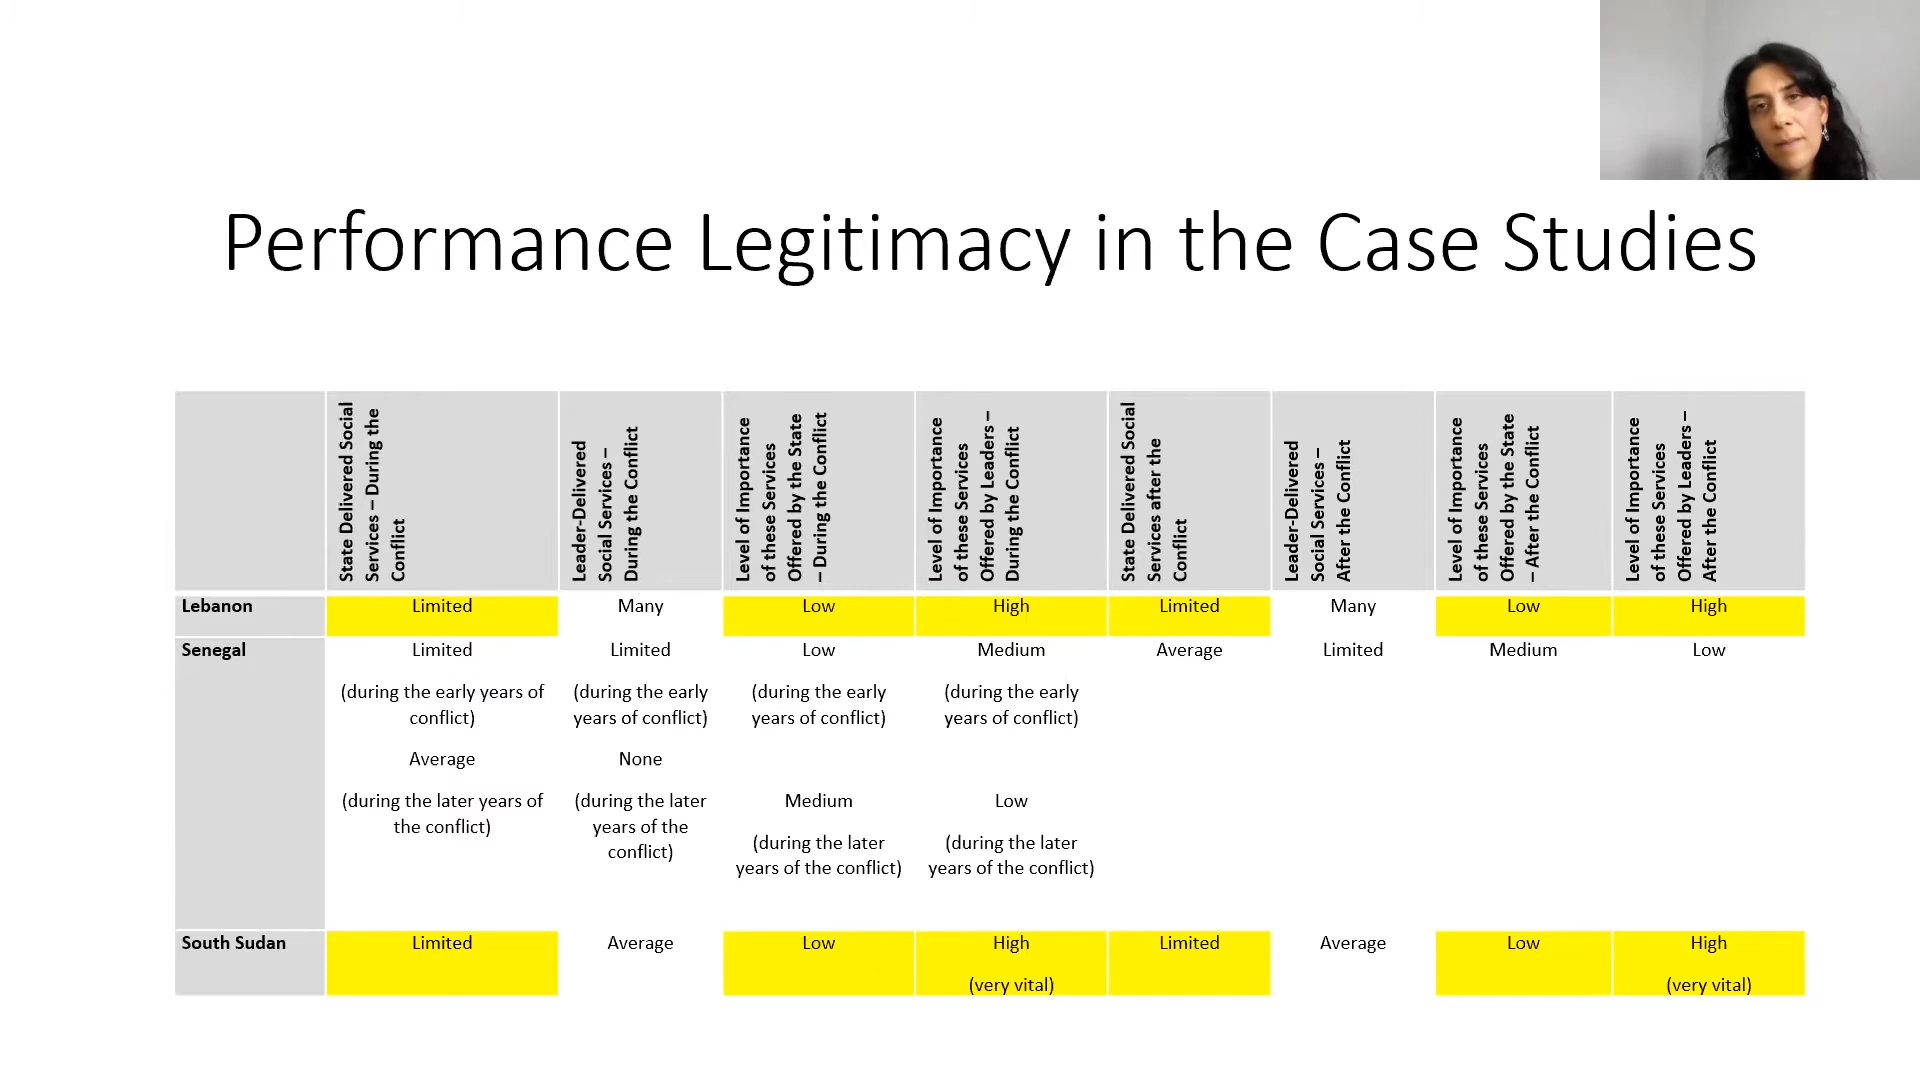 Performance Legitimacy in the Case Studies
State Delivered Social
Services – During the
Conflict
Leader-Delivered
Social Services –
During the Conflict
Level of Importance
of these Services
Offered by the State
– During the Conflict
Level of Importance
of these Services
Offered by Leaders –
During the Conflict
State Delivered Social
Services after the
Conflict
Leader-Delivered
Social Services –
After the Conflict
Level of Importance
of these Services
Offered by the State
– After the Conflict
Level of Importance
of these Services
Offered by Leaders –
After the Conflict
Lebanon
Limited
Many
Low
High
Limited
Many
Low
High
Senegal
Limited
(during the early years of
conflict)
Average
(during the later years of
the conflict)
Limited
(during the early
years of conflict)
None
(during the later
years of the
conflict)
Low
(during the early
years of conflict)
Medium
(during the later
years of the conflict)
Medium
(during the early
years of conflict)
Low
(during the later
years of the conflict)
Average
Limited
Medium
Low
South Sudan
Limited
Average
Low
High
(very vital)
Limited
Average
Low
High
(very vital)